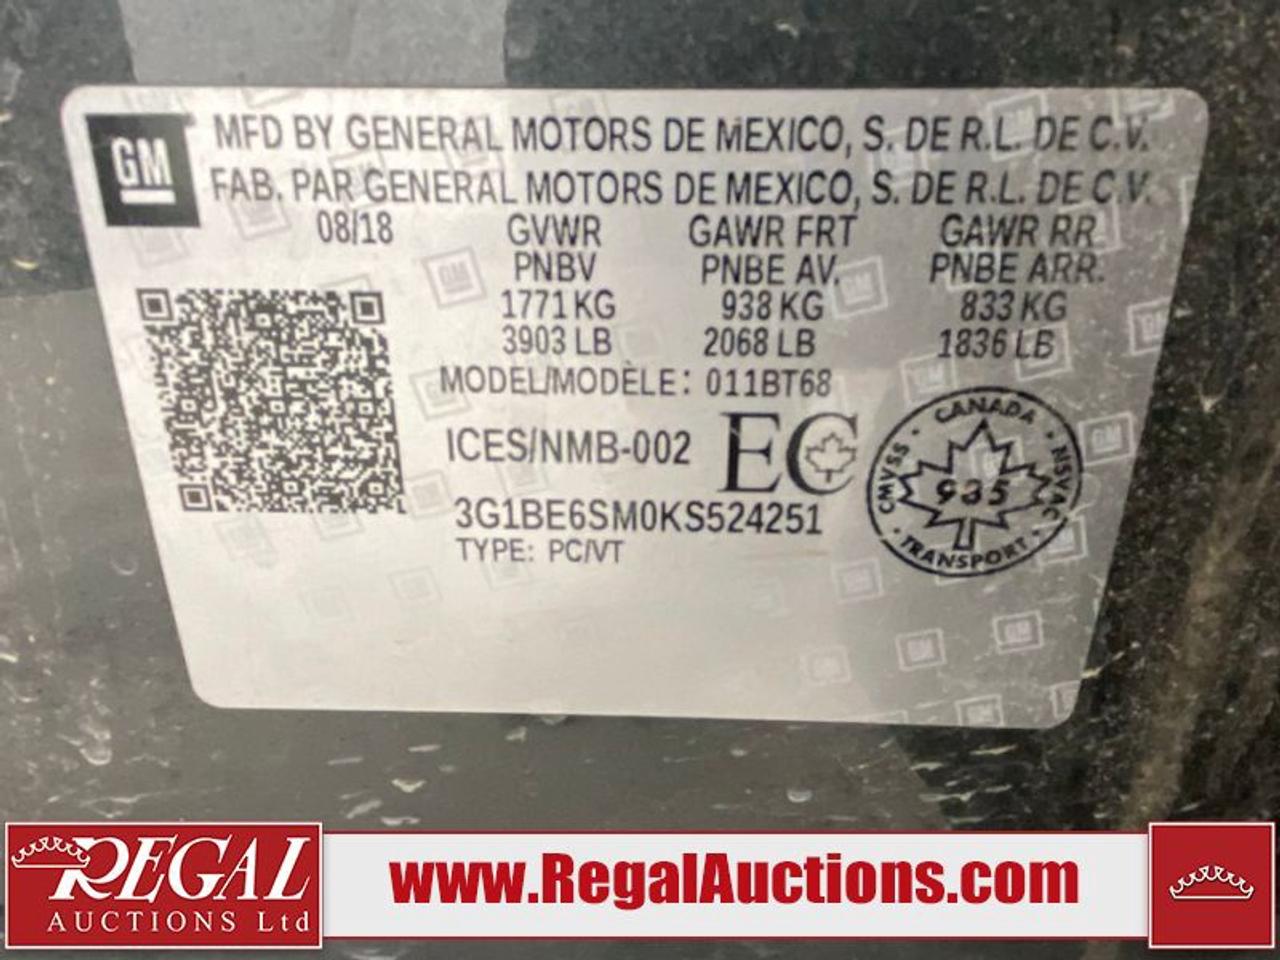 GM
MFD BY GENERAL MOTORS DE MEXICO, S. DE R.L. DE C.V.
FAB. PAR GENERAL MOTORS DE MEXICO, S. DE R.L. DE C.V.
08/18 GVWR GAWR FRT GAWR RR
PNBV PNBE AV. PNBE ARR.
1771 KG 938 KG 833 KG
3903 LB 2068 LB 1836 LB
MODEL/MODÈLE: 011BT68
ICES/NMB-002 EC
3G1BE6SM0KS524251
TYPE: PC/VT
CANADA
CMVSS · 935 · NSVAC
· TRANSPORT ·
REGAL
AUCTIONS Ltd
www.RegalAuctions.com